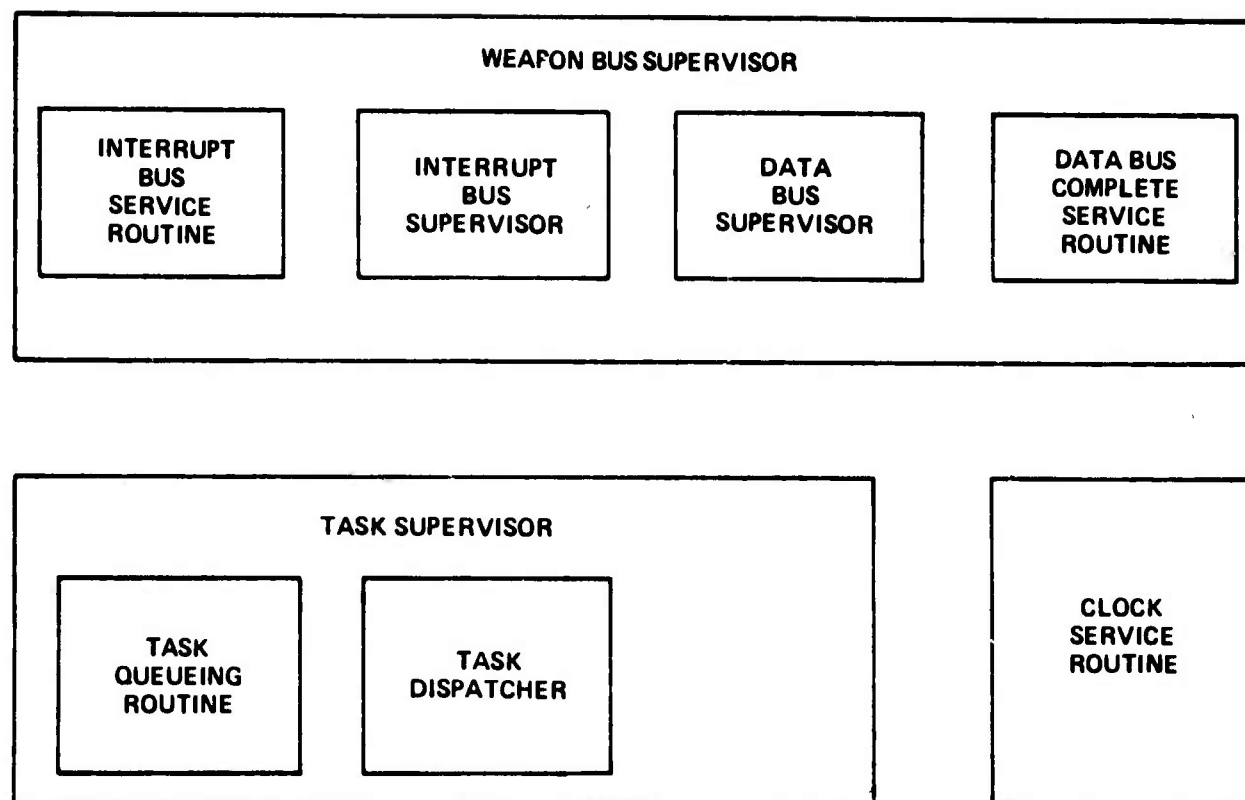 WEAPON BUS SUPERVISOR
INTERRUPT
BUS
SERVICE
ROUTINE
INTERRUPT
BUS
SUPERVISOR
DATA
BUS
SUPERVISOR
DATA BUS
COMPLETE
SERVICE
ROUTINE
TASK SUPERVISOR
TASK
QUEUEING
ROUTINE
TASK
DISPATCHER
CLOCK
SERVICE
ROUTINE